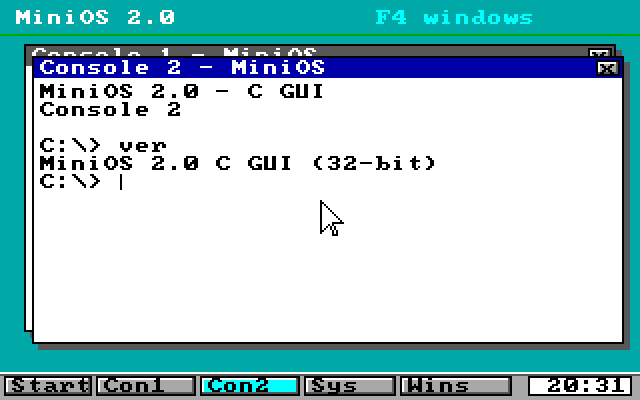 MiniOS 2.0 F4 windows
Console 1 - MiniOS
Console 2 - MiniOS
MiniOS 2.0 - C GUI
Console 2
C:\> ver
MiniOS 2.0 C GUI (32-bit)
C:\>
Start Con1 Con2 Sys Wins 20:31